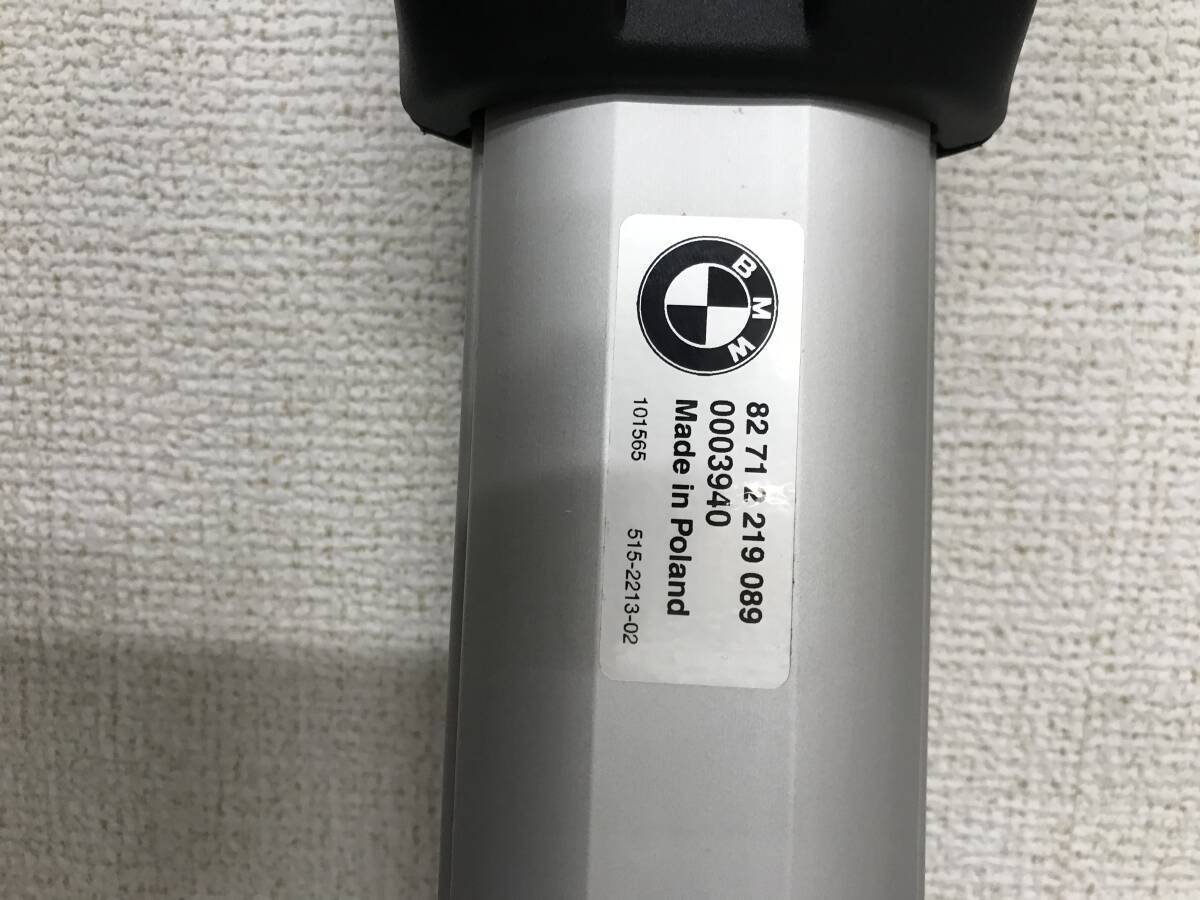 BMW
82 71 2 219 089
0003940
Made in Poland
101565 515-2213-02